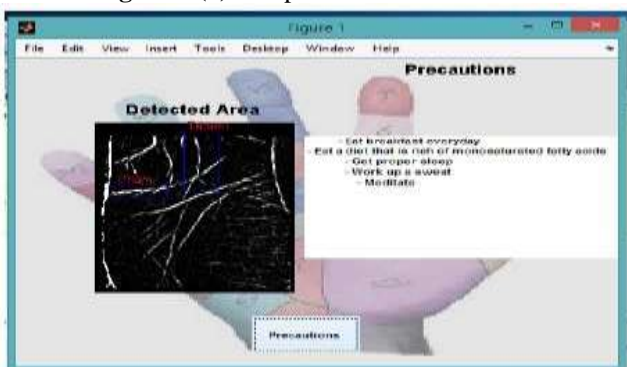 Figure 1
File Edit View Insert Tools Desktop Window Help
Precautions
Detected Area
- Eat breakfast everyday
- Eat a diet that is rich of monosaturated fatty acids
- Get proper sleep
- Work up a sweat
- Meditate
Precautions